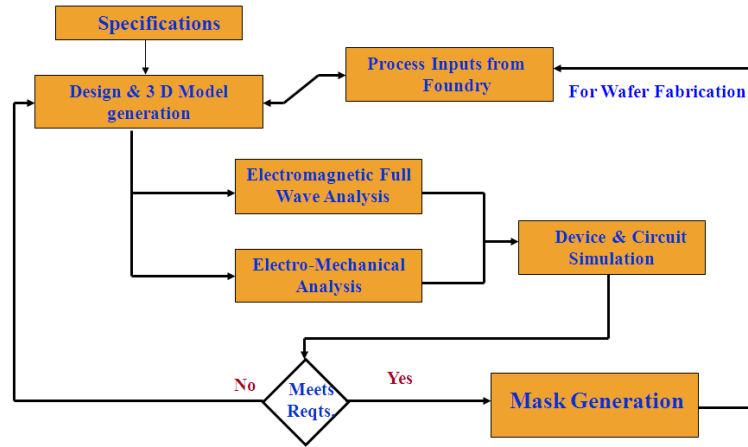 Specifications
Design & 3 D Model
generation
Process Inputs from
Foundry
For Wafer Fabrication
Electromagnetic Full
Wave Analysis
Electro-Mechanical
Analysis
Device & Circuit
Simulation
No
Meets
Reqts.
Yes
Mask Generation